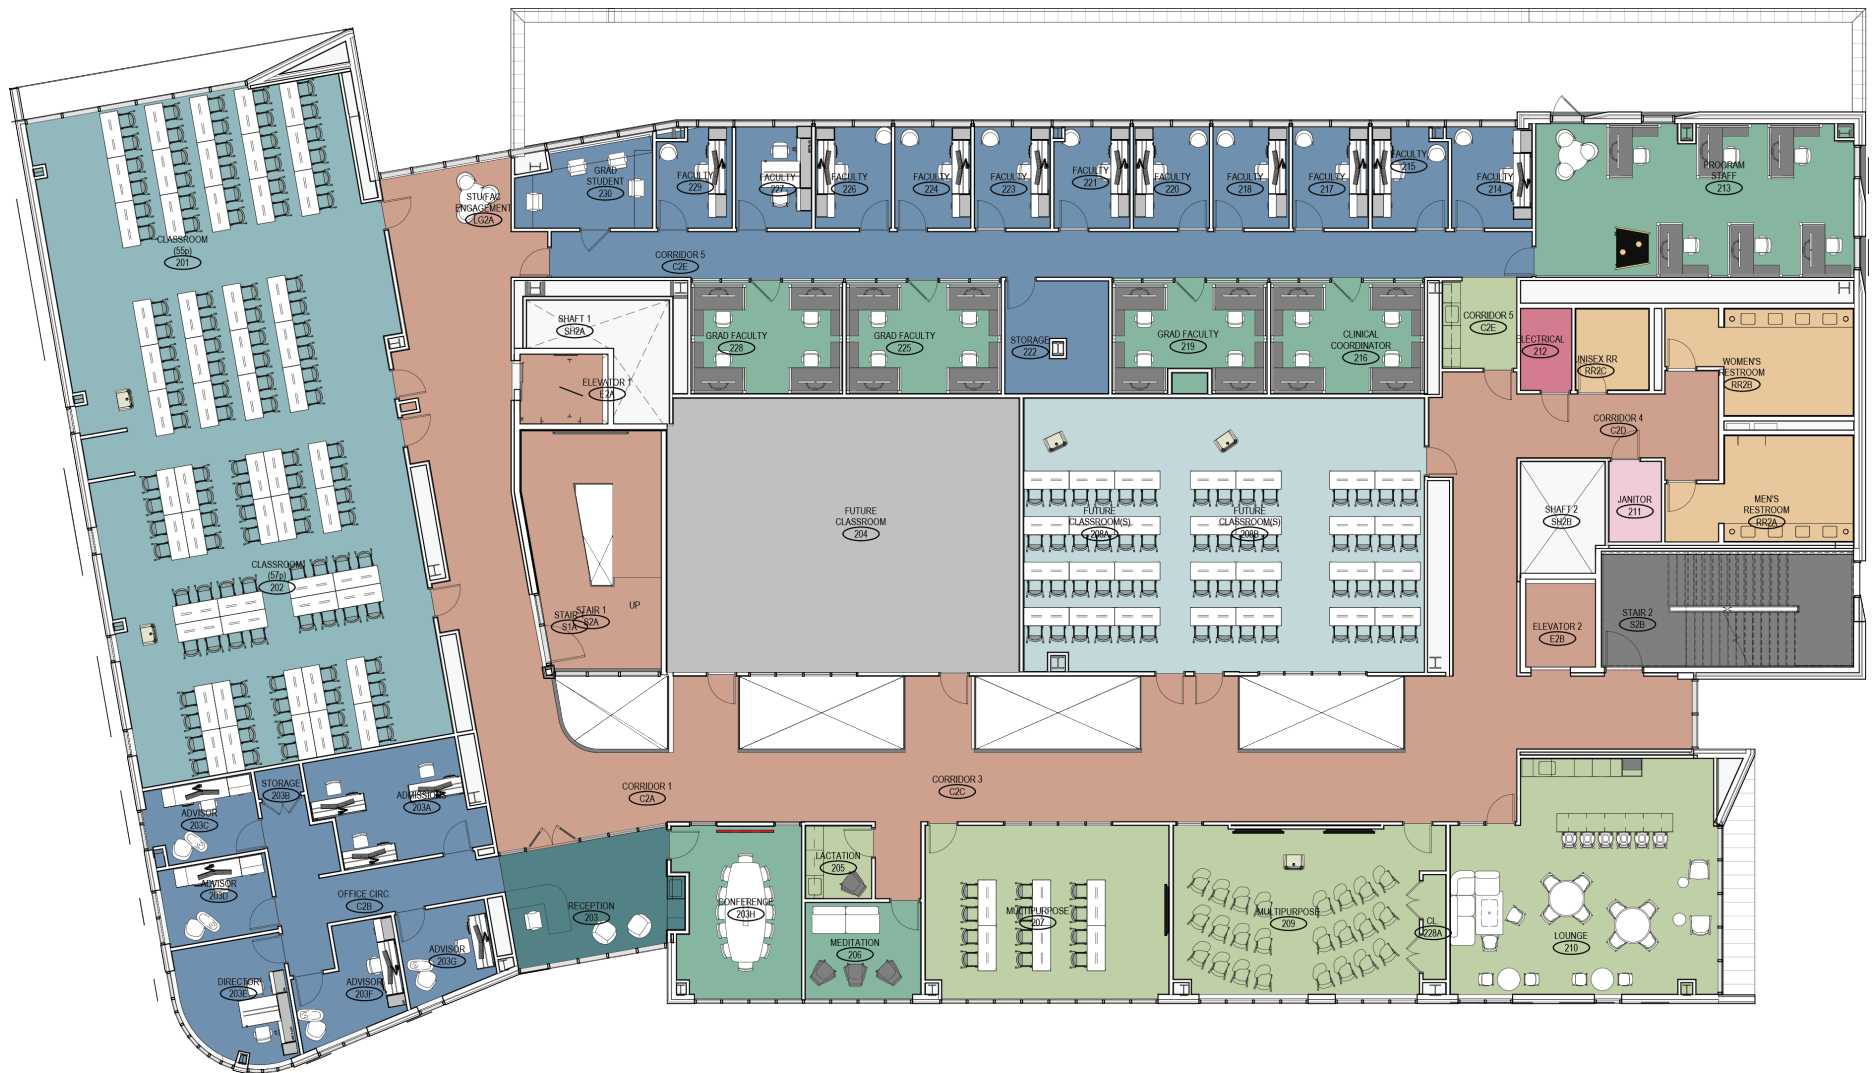 CLASSROOM
(55p)
201
STU/FAC
ENGAGEMENT
LG2A
GRAD
STUDENT
230
FACULTY
229
FACULTY
227
FACULTY
226
FACULTY
224
FACULTY
223
FACULTY
221
FACULTY
220
FACULTY
218
FACULTY
217
FACULTY
215
FACULTY
214
PROGRAM
STAFF
213
CORRIDOR 5
C2E
SHAFT 1
SH2A
ELEVATOR 1
E2A
GRAD FACULTY
228
GRAD FACULTY
225
STORAGE
222
GRAD FACULTY
219
CLINICAL
COORDINATOR
216
CORRIDOR 5
C2E
ELECTRICAL
212
UNISEX RR
RR2C
WOMEN'S
RESTROOM
RR2B
CORRIDOR 4
C2D
JANITOR
211
MEN'S
RESTROOM
RR2A
SHAFT 2
SH2B
FUTURE
CLASSROOM
204
FUTURE
CLASSROOM(S)
208A
FUTURE
CLASSROOM(S)
208B
CLASSROOM
(57p)
202
UP
STAIR 1
S1A
STAIR 1
S2A
ELEVATOR 2
E2B
STAIR 2
S2B
CORRIDOR 1
C2A
CORRIDOR 3
C2C
STORAGE
203B
ADMISSIONS
203A
ADVISOR
203C
ADVISOR
203D
OFFICE CIRC.
C2B
DIRECTOR
203E
ADVISOR
203F
ADVISOR
203G
RECEPTION
203
CONFERENCE
203H
LACTATION
205
MEDITATION
206
MULTIPURPOSE
207
MULTIPURPOSE
209
CL
228A
LOUNGE
210